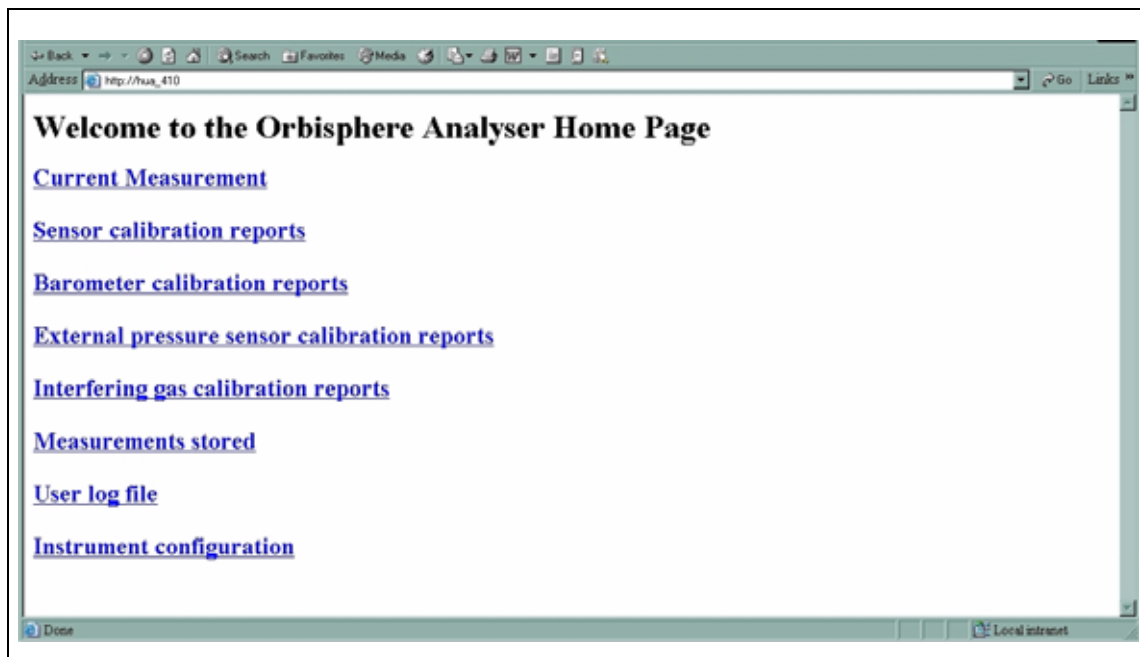 Back Search Favorites Media
Address http://hua_410 Go Links »
Welcome to the Orbisphere Analyser Home Page
Current Measurement
Sensor calibration reports
Barometer calibration reports
External pressure sensor calibration reports
Interfering gas calibration reports
Measurements stored
User log file
Instrument configuration
Done Local intranet